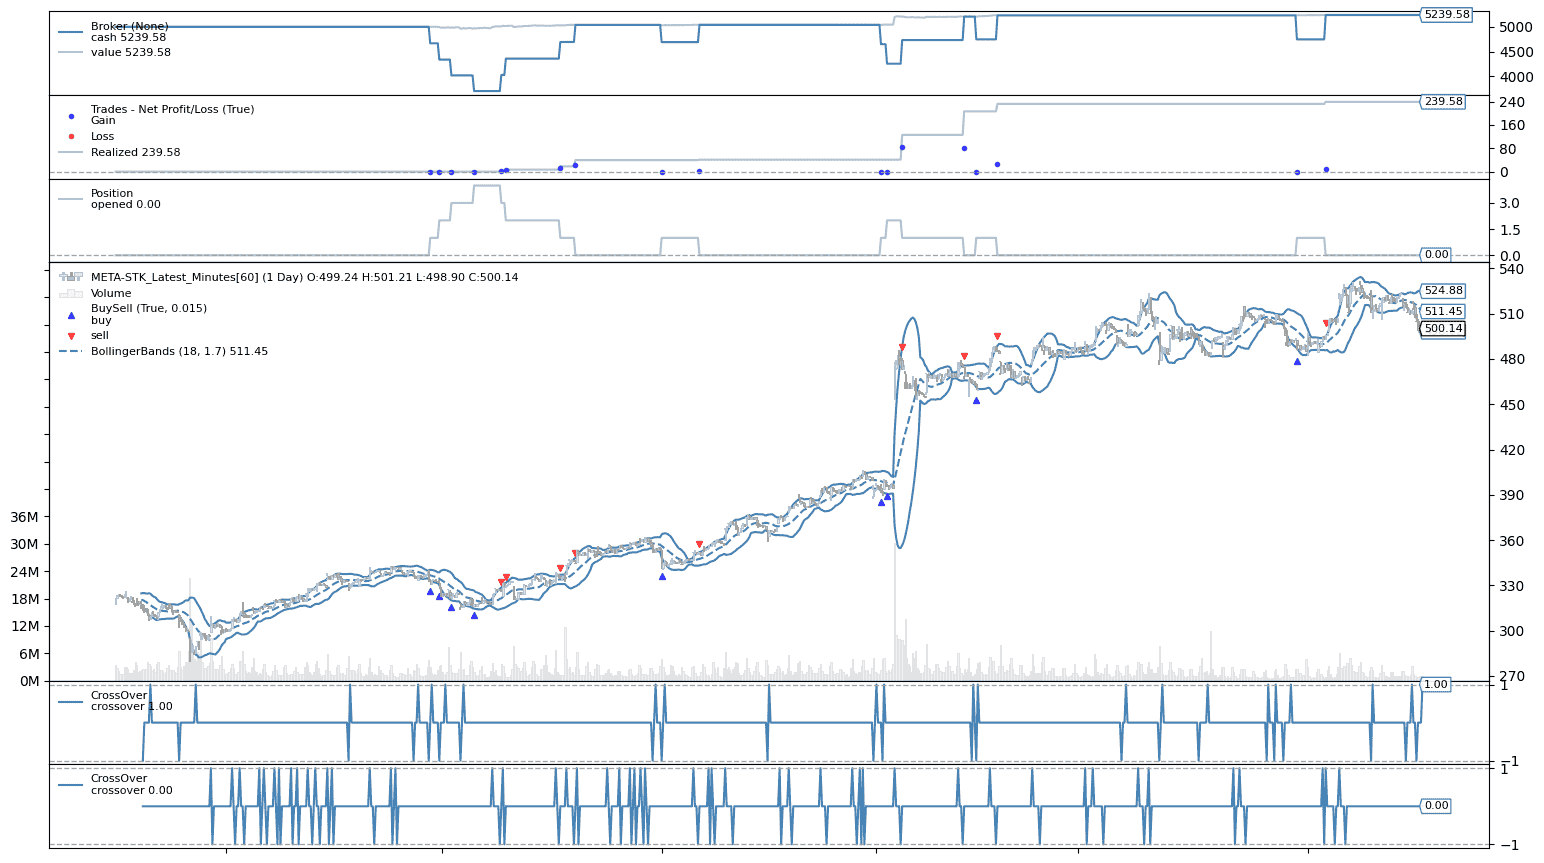 Broker (None)
cash 5239.58
value 5239.58
5239.58
5000
4500
4000
Trades - Net Profit/Loss (True)
Gain
Loss
Realized 239.58
239.58
240
160
80
0
Position
opened 0.00
3.0
1.5
0.00
0.0
META-STK_Latest_Minutes[60] (1 Day) O:499.24 H:501.21 L:498.90 C:500.14
Volume
BuySell (True, 0.015)
buy
sell
BollingerBands (18, 1.7) 511.45
540
524.88
511.45
510
500.14
480
450
420
390
360
330
300
270
36M
30M
24M
18M
12M
6M
0M
CrossOver
crossover 1.00
1.00
1
−1
CrossOver
crossover 0.00
1
0.00
−1